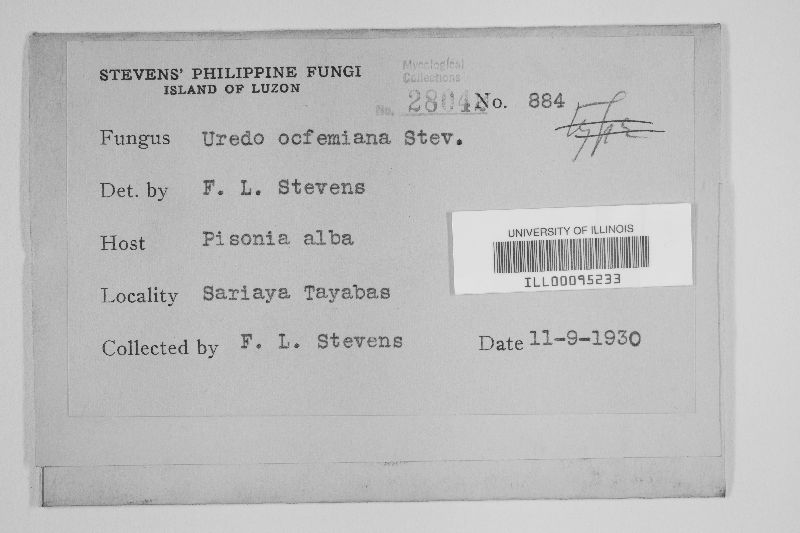 STEVENS' PHILIPPINE FUNGI
ISLAND OF LUZON
Mycological
Collections
No. 2804
No. 884
type
Fungus Uredo ocfemiana Stev.
Det. by F. L. Stevens
Host Pisonia alba
UNIVERSITY OF ILLINOIS
ILL00095233
Locality Sariaya Tayabas
Collected by F. L. Stevens
Date 11-9-1930